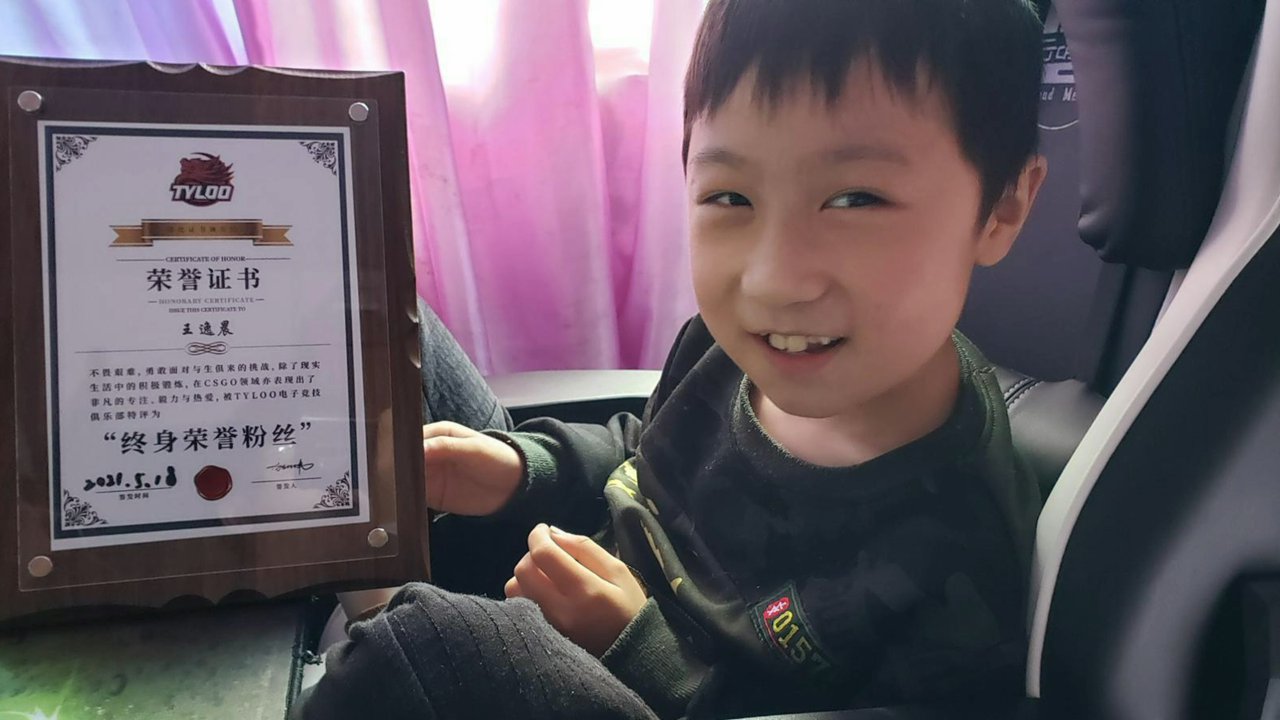 TYLOO
CERTIFICATE OF HONOR
荣誉证书
HONORARY CERTIFICATE
ISSUE THIS CERTIFICATE TO
王逸晨
不畏艰难，勇敢面对与生俱来的挑战，除了现实
生活中的积极锻炼，在CSGO领域亦表现出了
非凡的专注、毅力与热爱，被TYLOO电子竞技
俱乐部特评为
“终身荣誉粉丝”
2021.5.18
签发时间
签发人
0157